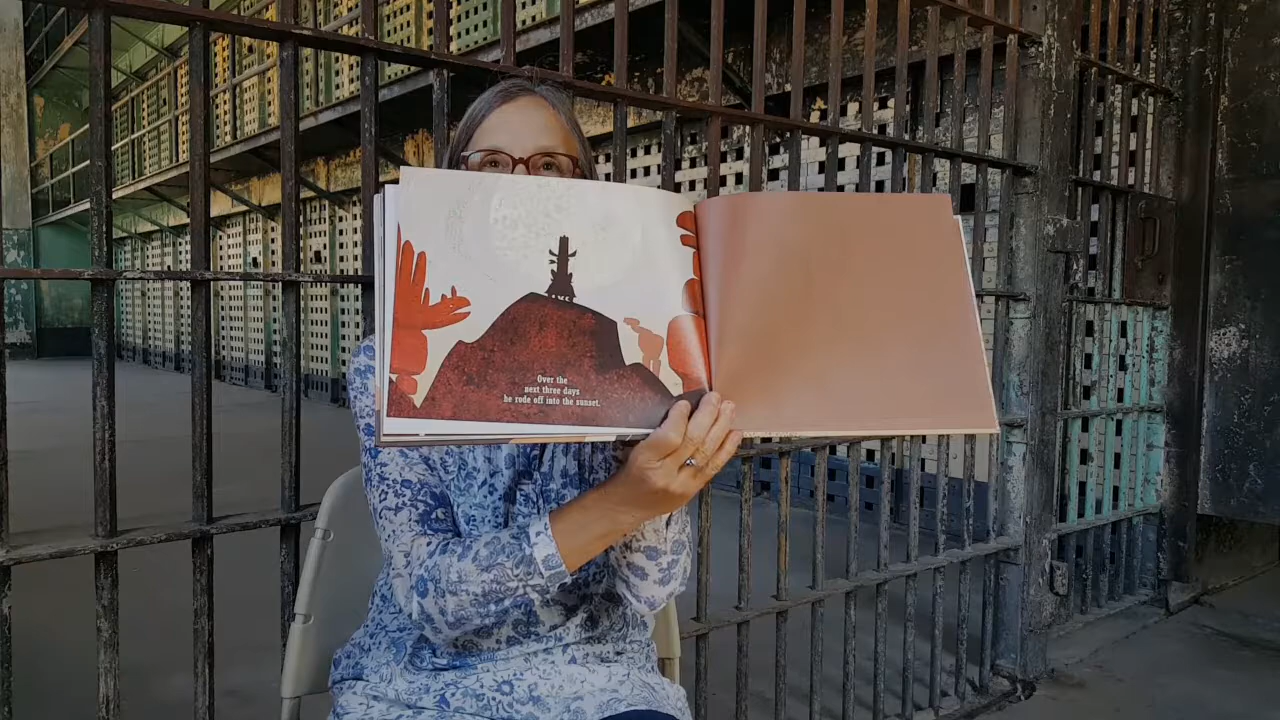 Over the
next three days
he rode off into the sunset.